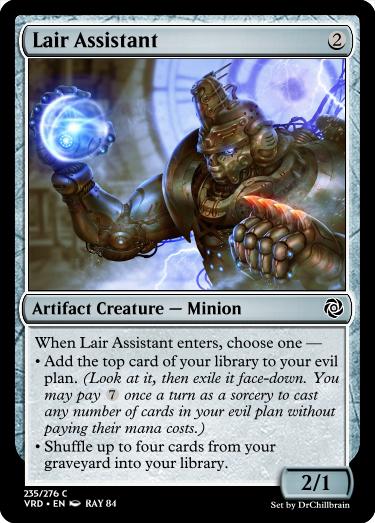 Lair Assistant 2
Artifact Creature — Minion
When Lair Assistant enters, choose one —
• Add the top card of your library to your evil
plan. (Look at it, then exile it face-down. You
may pay 7 once a turn as a sorcery to cast
any number of cards in your evil plan without
paying their mana costs.)
• Shuffle up to four cards from your
graveyard into your library.
2/1
235/276 C
VRD • EN RAY 84
Set by DrChillbrain